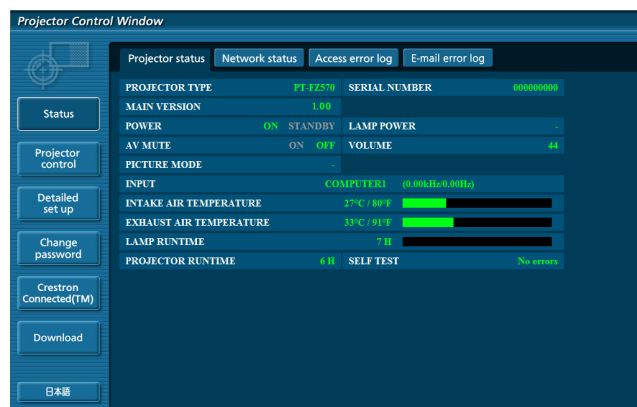 Projector Control Window
Projector status Network status Access error log E-mail error log
PROJECTOR TYPE PT-FZ570 SERIAL NUMBER 000000000
MAIN VERSION 1.00
POWER ON STANDBY LAMP POWER -
AV MUTE ON OFF VOLUME 44
PICTURE MODE -
INPUT COMPUTER1 (0.00kHz/0.00Hz)
INTAKE AIR TEMPERATURE 27°C / 80°F
EXHAUST AIR TEMPERATURE 33°C / 91°F
LAMP RUNTIME 7 H
PROJECTOR RUNTIME 6 H SELF TEST No errors
Status
Projector
control
Detailed
set up
Change
password
Crestron
Connected(TM)
Download
日本語